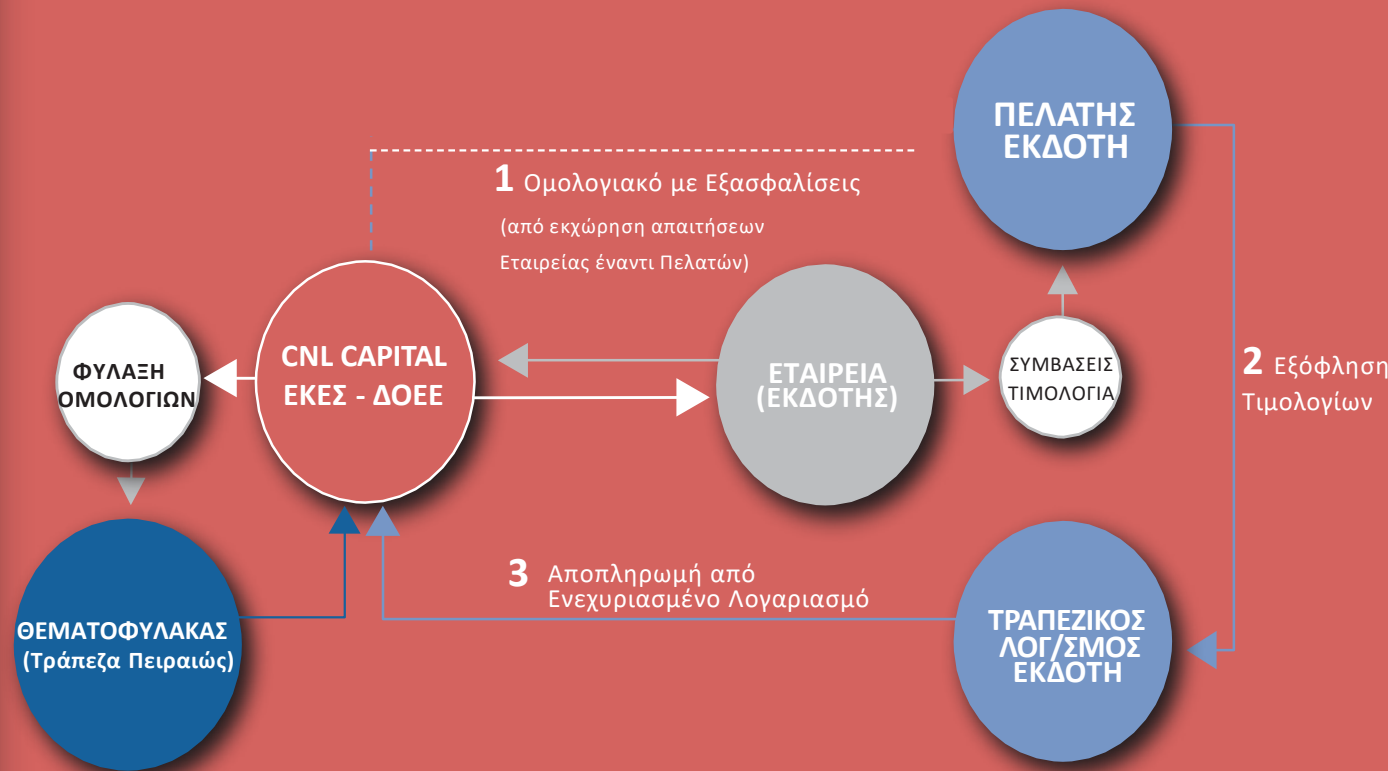 ΠΕΛΑΤΗΣ
ΕΚΔΟΤΗ
1 Ομολογιακό με Εξασφαλίσεις
(από εκχώρηση απαιτήσεων
Εταιρείας έναντι Πελατών)
ΦΥΛΑΞΗ
ΟΜΟΛΟΓΙΩΝ
CNL CAPITAL
ΕΚΕΣ - ΔΟΕΕ
ΕΤΑΙΡΕΙΑ
(ΕΚΔΟΤΗΣ)
ΣΥΜΒΑΣΕΙΣ
ΤΙΜΟΛΟΓΙΑ
2 Εξόφληση
Τιμολογίων
3 Αποπληρωμή από
Ενεχυριασμένο Λογαριασμό
ΘΕΜΑΤΟΦΥΛΑΚΑΣ
(Τράπεζα Πειραιώς)
ΤΡΑΠΕΖΙΚΟΣ
ΛΟΓ/ΣΜΟΣ
ΕΚΔΟΤΗ